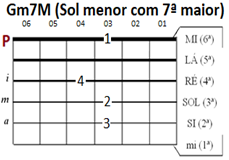 Gm7M (Sol menor com 7ª maior)
06 05 04 03 02 01
P 1 MI (6ª)
LÁ (5ª)
i 4 RÉ (4ª)
m 2 SOL (3ª)
a 3 SI (2ª)
mi (1ª)